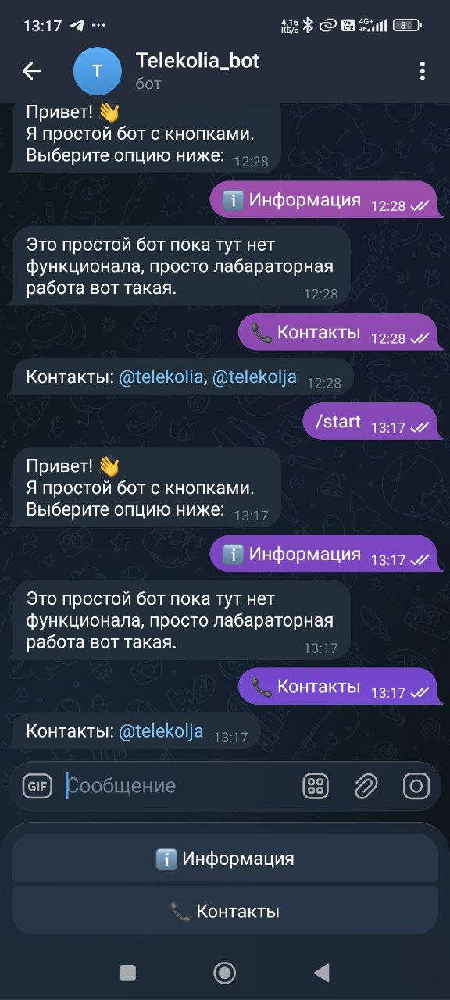 13:17 ... 4,16 КБ/с Vo LTE 4G+ 81
T Telekolia_bot
бот
Привет! 👋
Я простой бот с кнопками.
Выберите опцию ниже: 12:28
ℹ️ Информация 12:28
Это простой бот пока тут нет
функционала, просто лабараторная
работа вот такая. 12:28
📞 Контакты 12:28
Контакты: @telekolia, @telekolja 12:28
/start 13:17
Привет! 👋
Я простой бот с кнопками.
Выберите опцию ниже: 13:17
ℹ️ Информация 13:17
Это простой бот пока тут нет
функционала, просто лабараторная
работа вот такая. 13:17
📞 Контакты 13:17
Контакты: @telekolja 13:17
GIF Сообщение
ℹ️ Информация
📞 Контакты